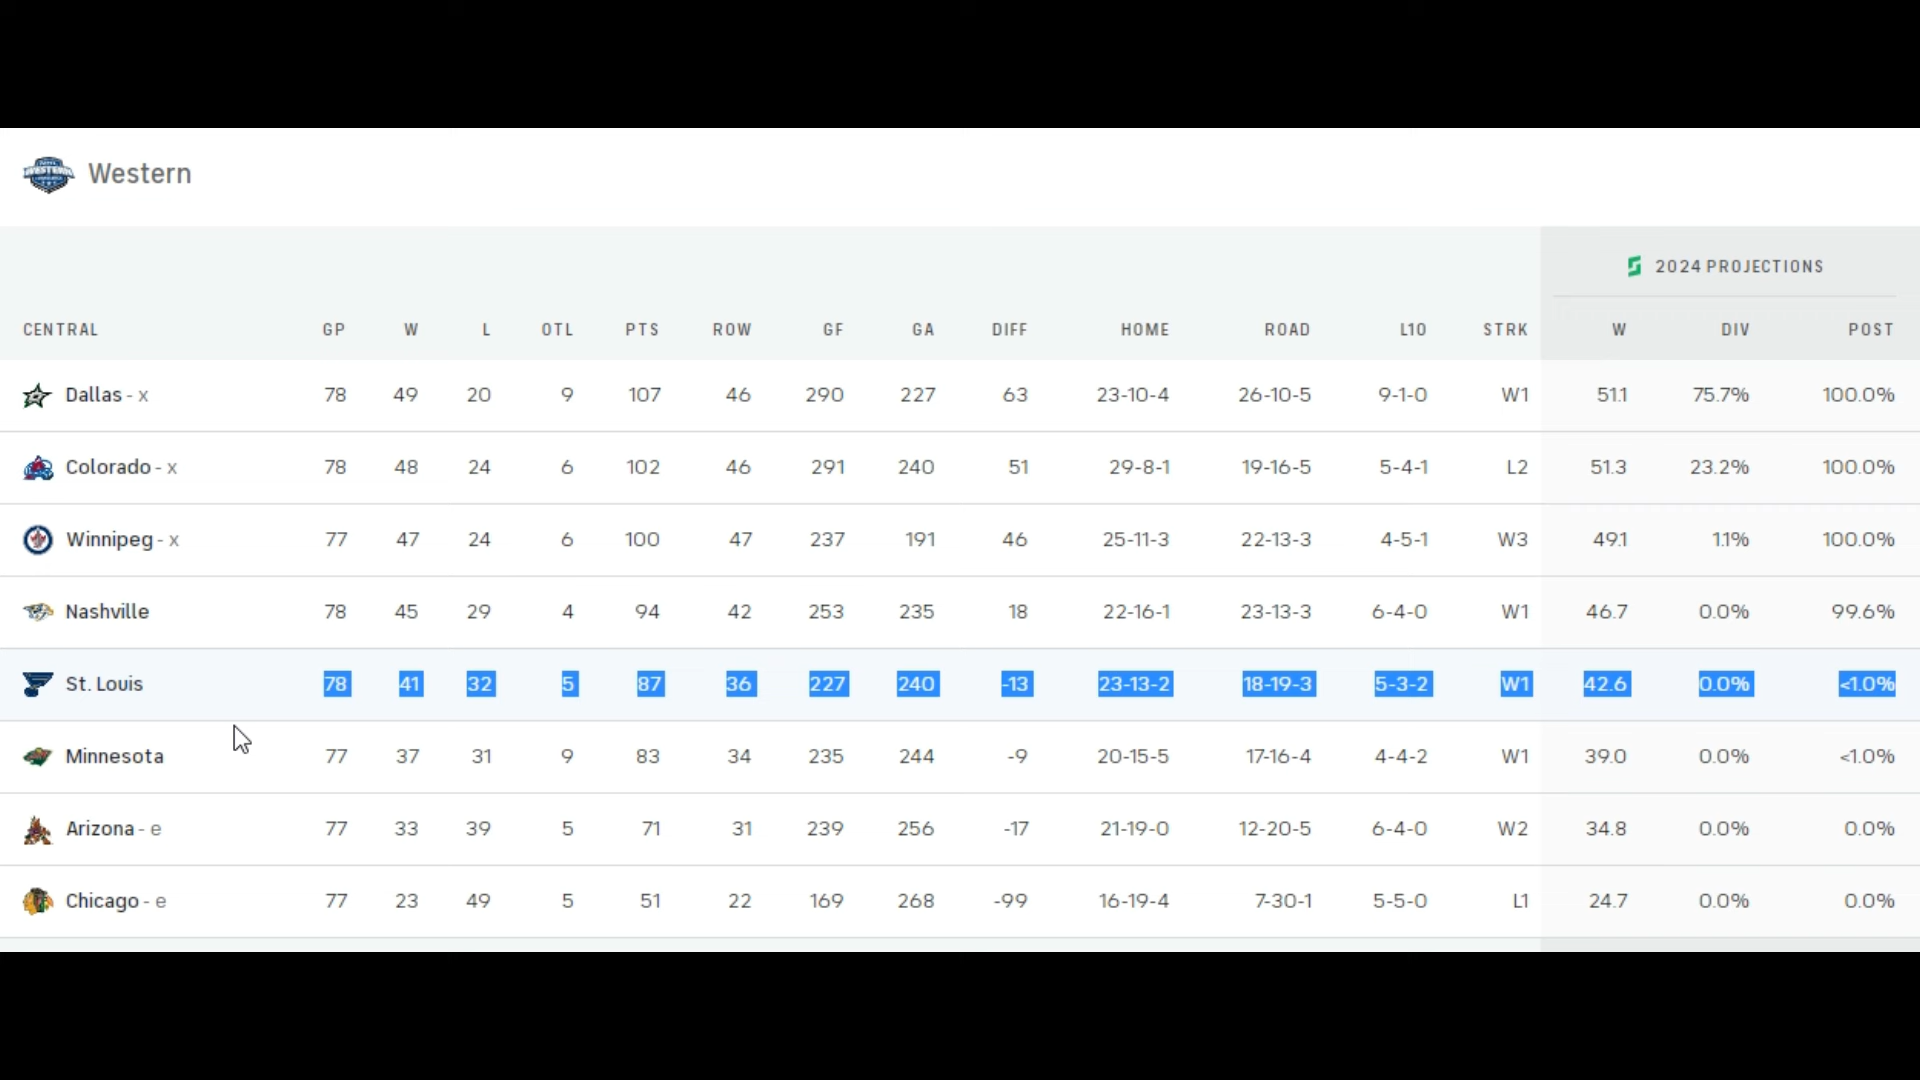 Western
2024 PROJECTIONS
CENTRAL GP W L OTL PTS ROW GF GA DIFF HOME ROAD L10 STRK W DIV POST
Dallas - x 78 49 20 9 107 46 290 227 63 23-10-4 26-10-5 9-1-0 W1 51.1 75.7% 100.0%
Colorado - x 78 48 24 6 102 46 291 240 51 29-8-1 19-16-5 5-4-1 L2 51.3 23.2% 100.0%
Winnipeg - x 77 47 24 6 100 47 237 191 46 25-11-3 22-13-3 4-5-1 W3 49.1 1.1% 100.0%
Nashville 78 45 29 4 94 42 253 235 18 22-16-1 23-13-3 6-4-0 W1 46.7 0.0% 99.6%
St. Louis 78 41 32 5 87 36 227 240 -13 23-13-2 18-19-3 5-3-2 W1 42.6 0.0% <1.0%
Minnesota 77 37 31 9 83 34 235 244 -9 20-15-5 17-16-4 4-4-2 W1 39.0 0.0% <1.0%
Arizona - e 77 33 39 5 71 31 239 256 -17 21-19-0 12-20-5 6-4-0 W2 34.8 0.0% 0.0%
Chicago - e 77 23 49 5 51 22 169 268 -99 16-19-4 7-30-1 5-5-0 L1 24.7 0.0% 0.0%